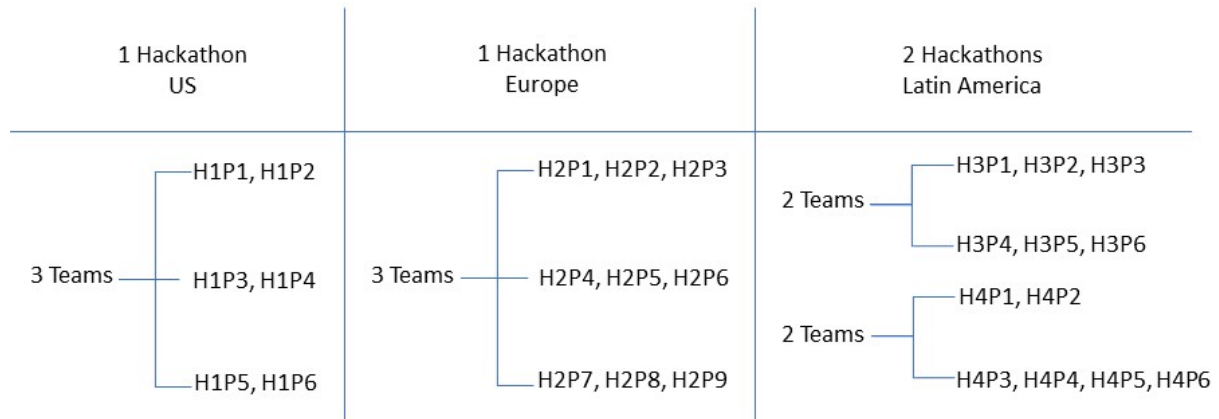 1 Hackathon
US
1 Hackathon
Europe
2 Hackathons
Latin America
3 Teams
H1P1, H1P2
H1P3, H1P4
H1P5, H1P6
3 Teams
H2P1, H2P2, H2P3
H2P4, H2P5, H2P6
H2P7, H2P8, H2P9
2 Teams
H3P1, H3P2, H3P3
H3P4, H3P5, H3P6
2 Teams
H4P1, H4P2
H4P3, H4P4, H4P5, H4P6